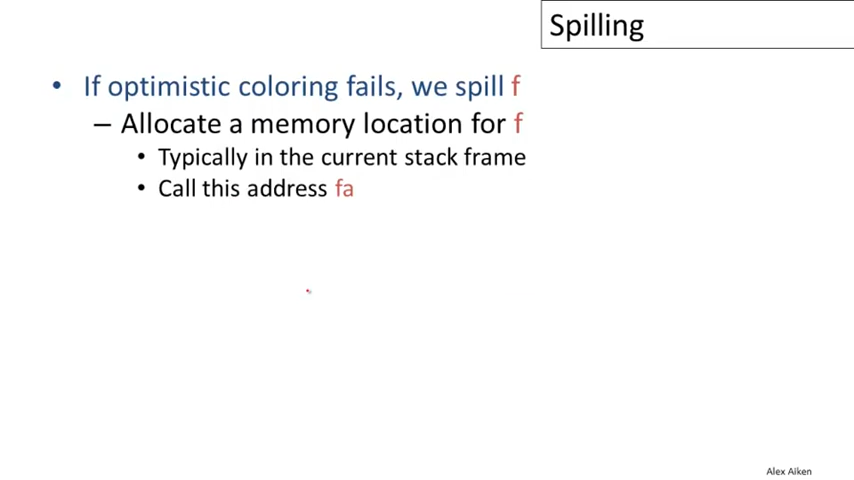 Spilling
• If optimistic coloring fails, we spill f
– Allocate a memory location for f
• Typically in the current stack frame
• Call this address fa
Alex Aiken